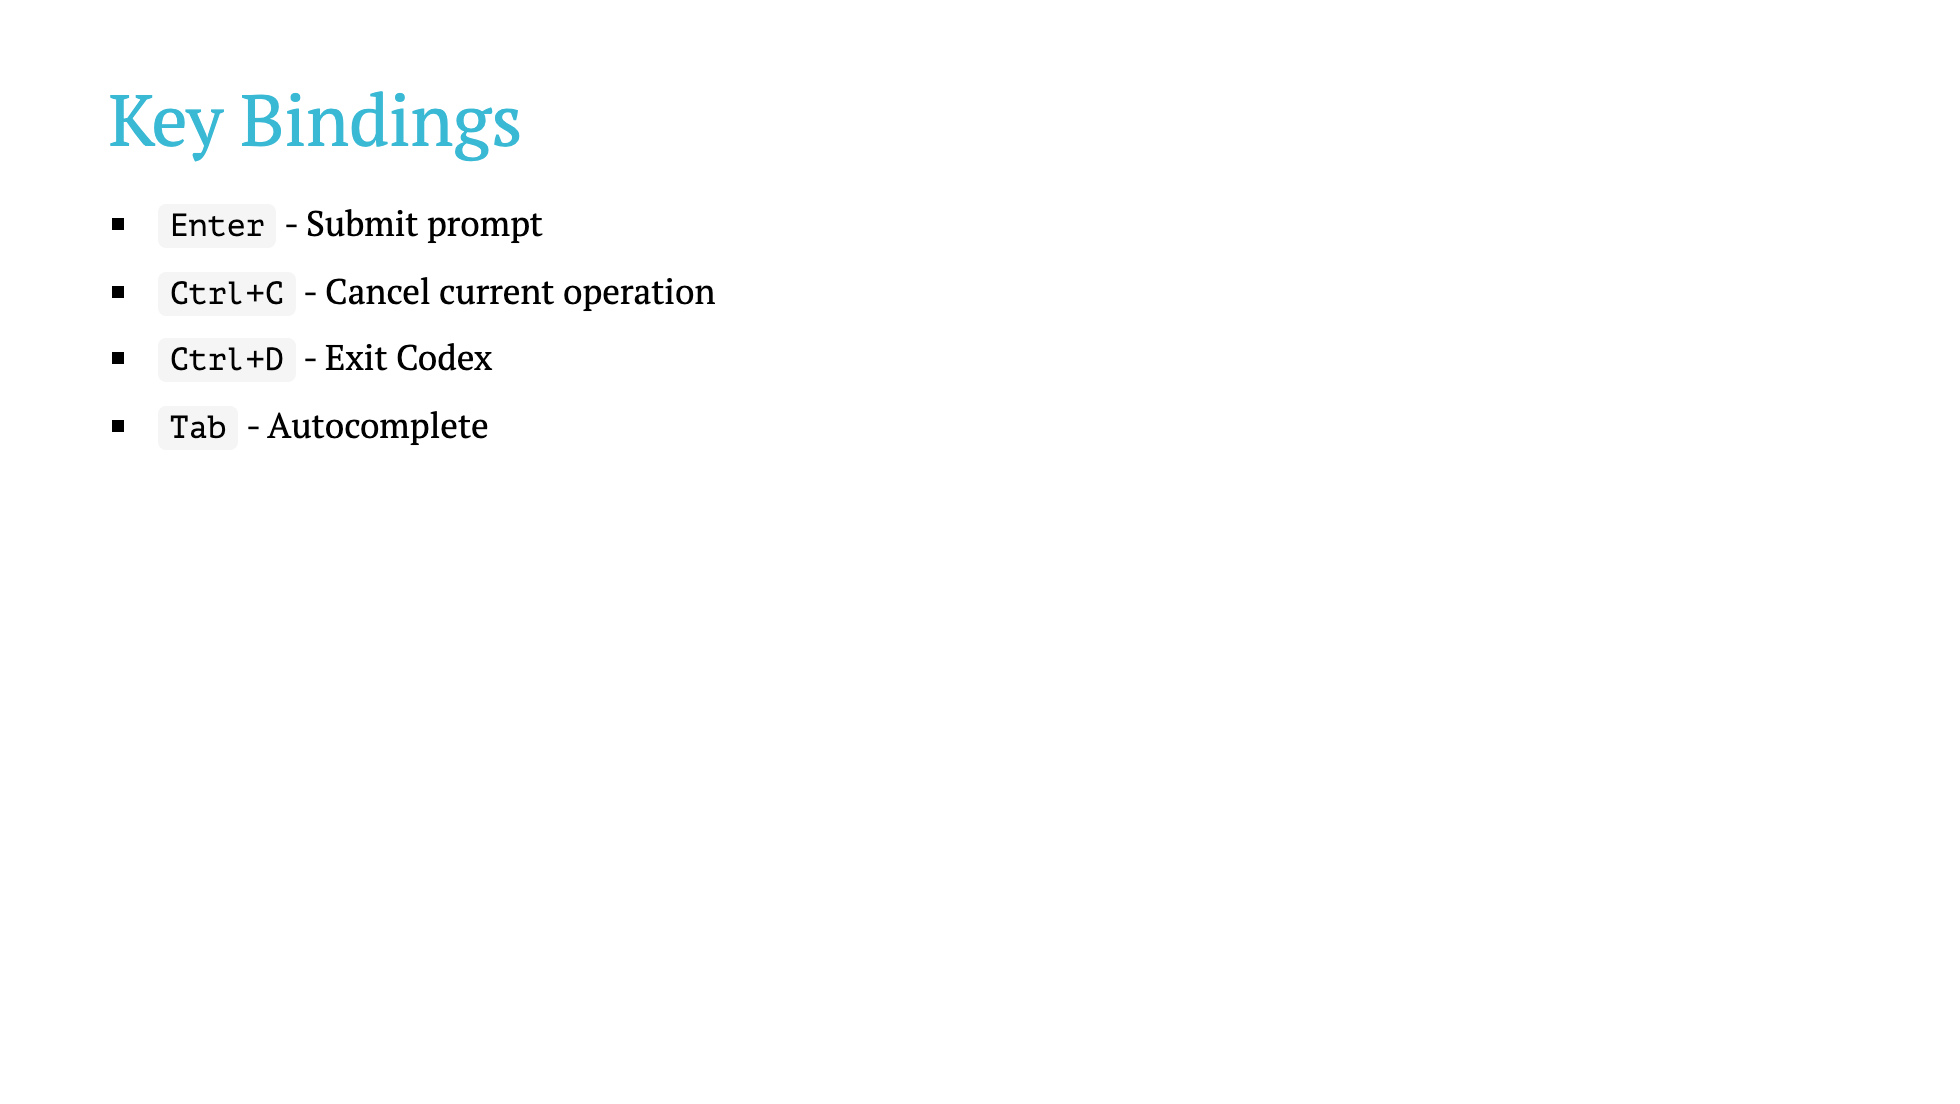 Key Bindings
▪ Enter - Submit prompt
▪ Ctrl+C - Cancel current operation
▪ Ctrl+D - Exit Codex
▪ Tab - Autocomplete